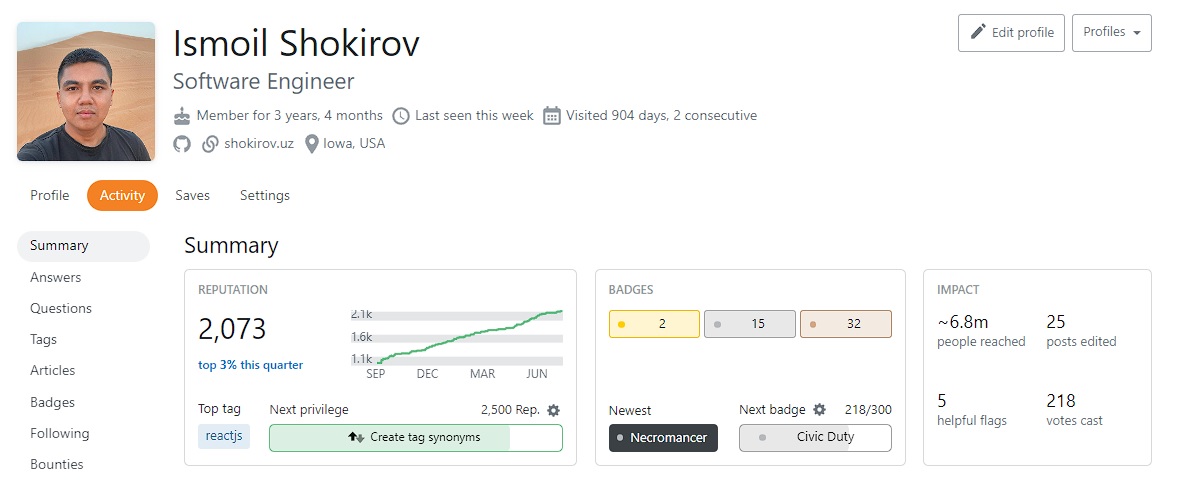 Ismoil Shokirov
Edit profile
Profiles
Software Engineer
Member for 3 years, 4 months Last seen this week Visited 904 days, 2 consecutive
shokirov.uz Iowa, USA
Profile Activity Saves Settings
Summary
Answers
Questions
Tags
Articles
Badges
Following
Bounties
Summary
REPUTATION
2,073
top 3% this quarter
2.1k
1.6k
1.1k
SEP DEC MAR JUN
Top tag
reactjs
Next privilege 2,500 Rep.
Create tag synonyms
BADGES
2 15 32
Newest
Necromancer
Next badge 218/300
Civic Duty
IMPACT
~6.8m
people reached
25
posts edited
5
helpful flags
218
votes cast